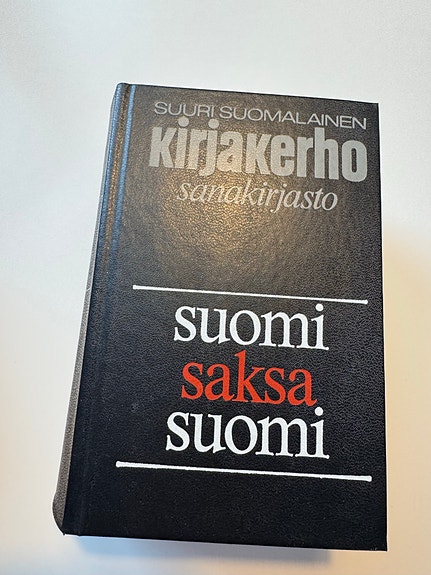 SUURI SUOMALAINEN
kirjakerho
sanakirjasto
suomi
saksa
suomi